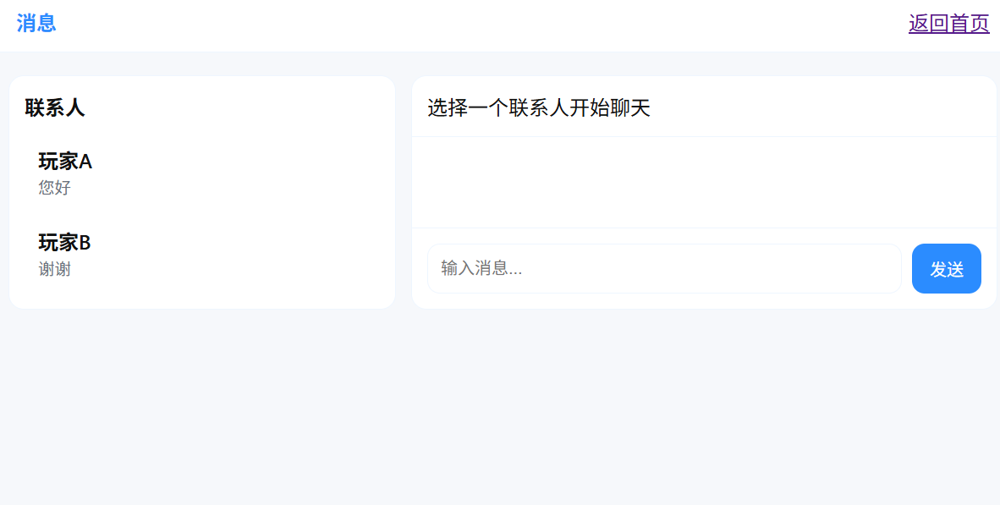 消息
返回首页
联系人
玩家A
您好
玩家B
谢谢
选择一个联系人开始聊天
输入消息...
发送